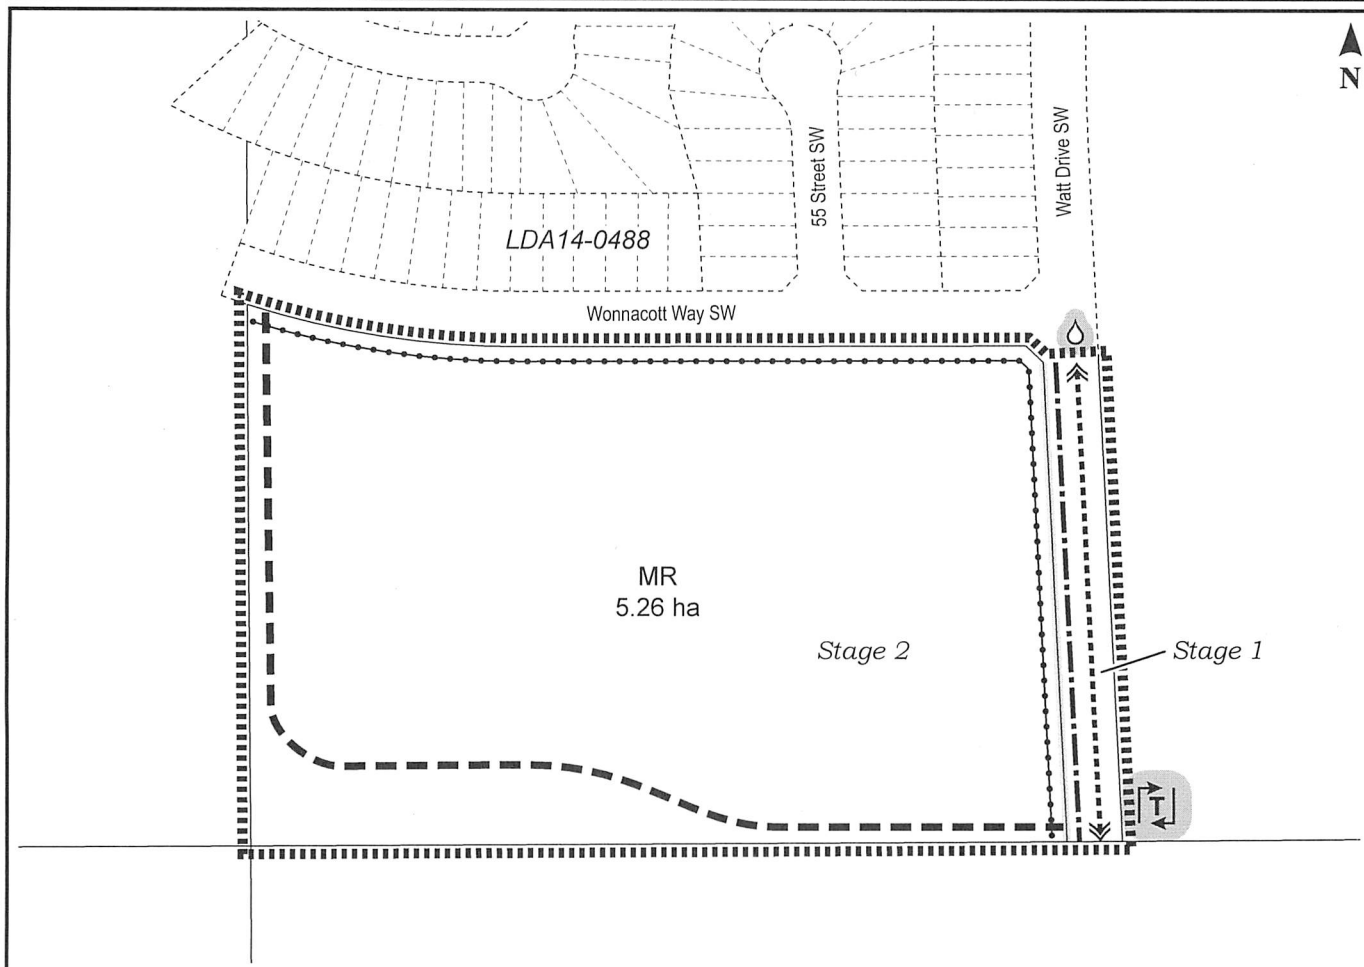 N
Watt Drive SW
55 Street SW
LDA14-0488
Wonnacott Way SW
MR
5.26 ha
Stage 2
Stage 1
T